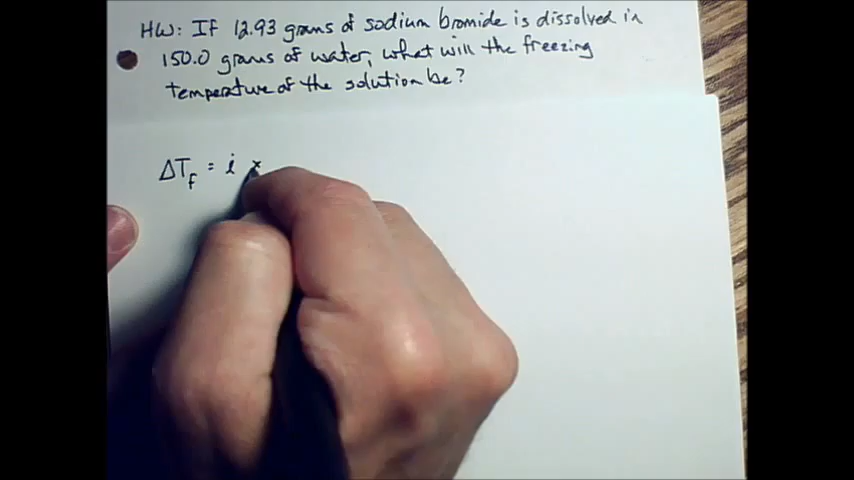 HW: If 12.93 grams of sodium bromide is dissolved in
150.0 grams of water, what will the freezing
temperature of the solution be?
ΔT_f = i x